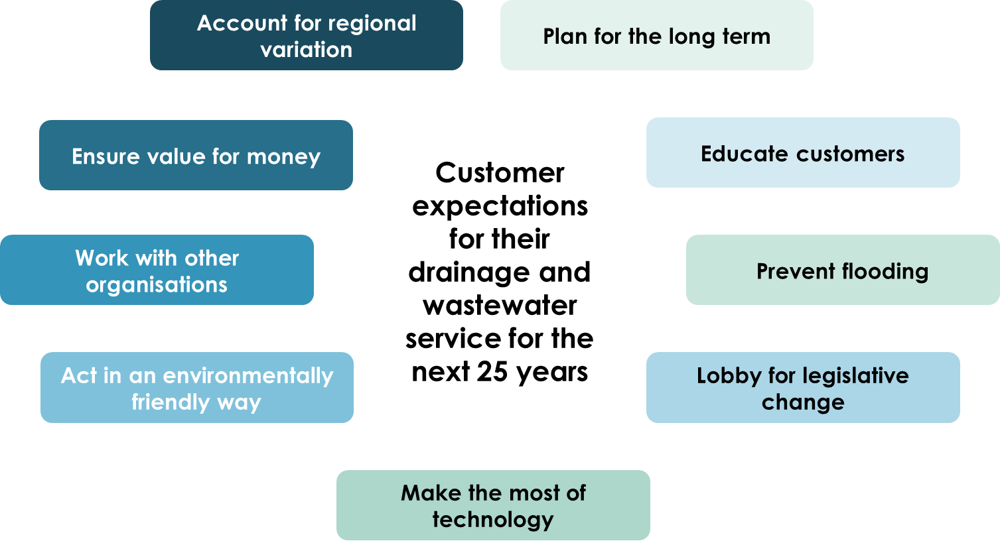 Account for regional
variation
Plan for the long term
Ensure value for money
Educate customers
Customer
expectations
for their
drainage and
wastewater
service for the
next 25 years
Work with other
organisations
Prevent flooding
Act in an environmentally
friendly way
Lobby for legislative
change
Make the most of
technology